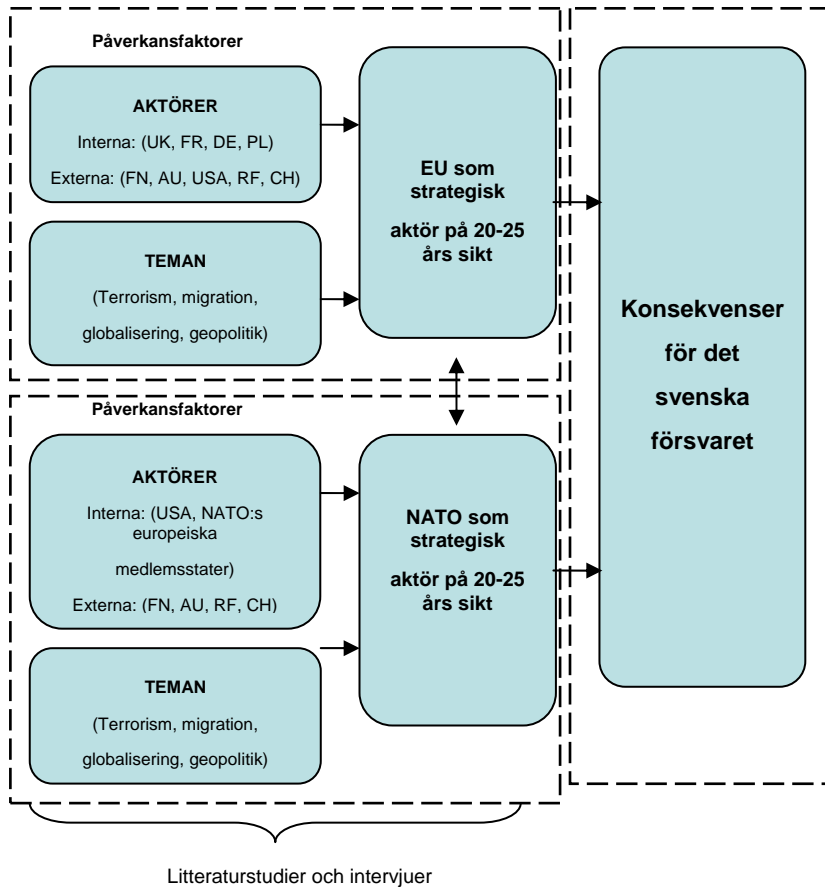 Påverkansfaktorer
AKTÖRER
Interna: (UK, FR, DE, PL)
Externa: (FN, AU, USA, RF, CH)
TEMAN
(Terrorism, migration,
globalisering, geopolitik)
EU som
strategisk
aktör på 20-25
års sikt
Påverkansfaktorer
AKTÖRER
Interna: (USA, NATO:s
europeiska
medlemsstater)
Externa: (FN, AU, RF, CH)
TEMAN
(Terrorism, migration,
globalisering, geopolitik)
NATO som
strategisk
aktör på 20-25
års sikt
Konsekvenser
för det
svenska
försvaret
Litteraturstudier och intervjuer